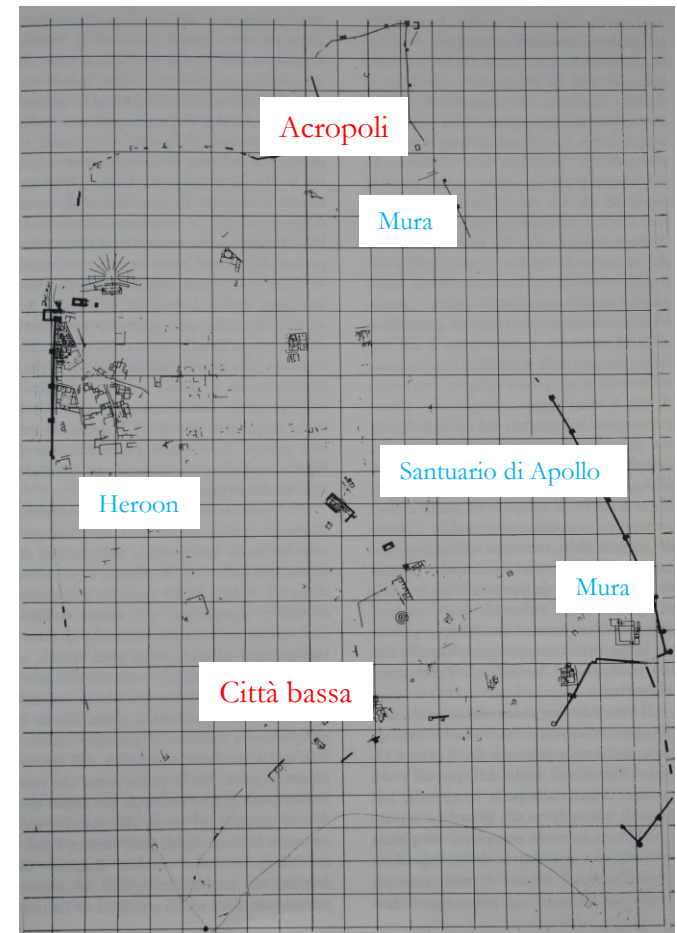 Acropoli
Mura
Santuario di Apollo
Heroon
Mura
Città bassa